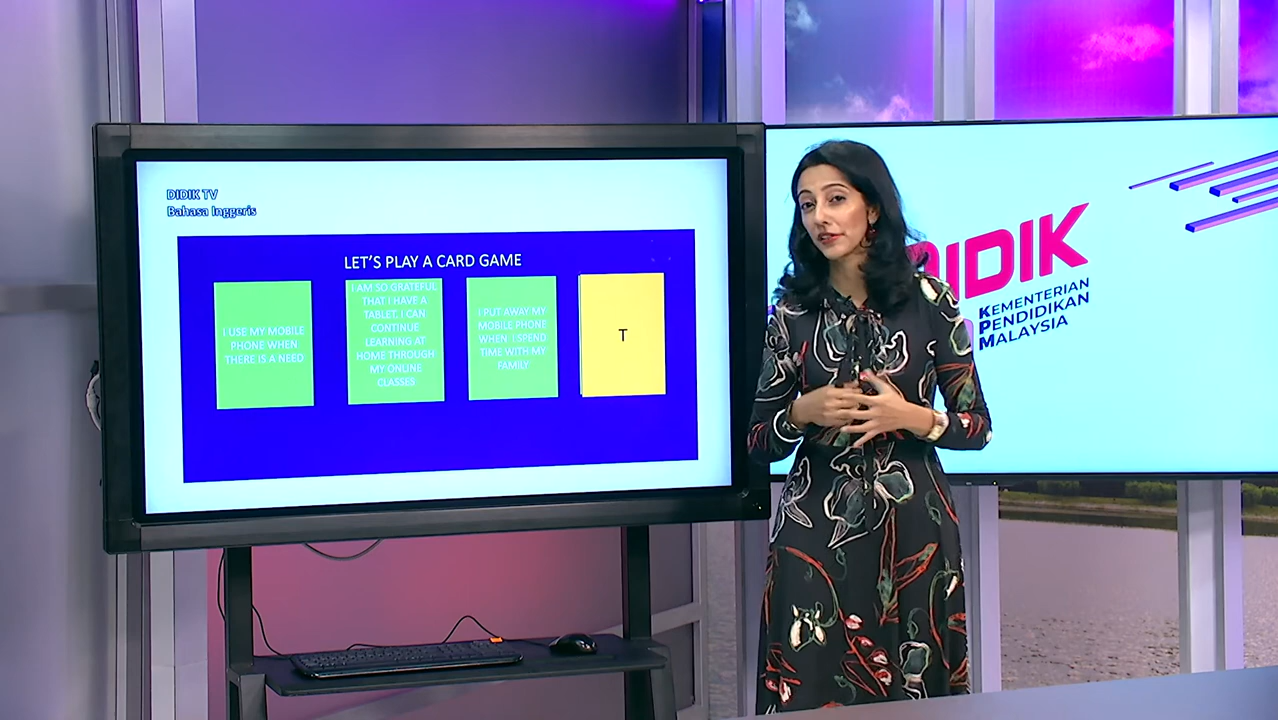 DIDIK TV
Bahasa Inggeris
LET'S PLAY A CARD GAME
I USE MY MOBILE
PHONE WHEN
THERE IS A NEED
I AM SO GRATEFUL
THAT I HAVE A
TABLET. I CAN
CONTINUE
LEARNING AT
HOME THROUGH
MY ONLINE
CLASSES
I PUT AWAY MY
MOBILE PHONE
WHEN I SPEND
TIME WITH MY
FAMILY
T
DIDIK
KEMENTERIAN
PENDIDIKAN
MALAYSIA